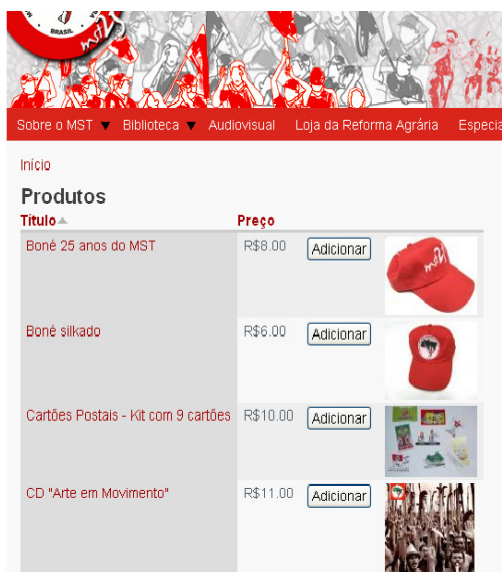 BRASIL
mst25
Sobre o MST Biblioteca Audiovisual Loja da Reforma Agrária Especia
Início
Produtos
Título Preço
Boné 25 anos do MST R$8.00 Adicionar
Boné silkado R$6.00 Adicionar
Cartões Postais - Kit com 9 cartões R$10.00 Adicionar
CD "Arte em Movimento" R$11.00 Adicionar